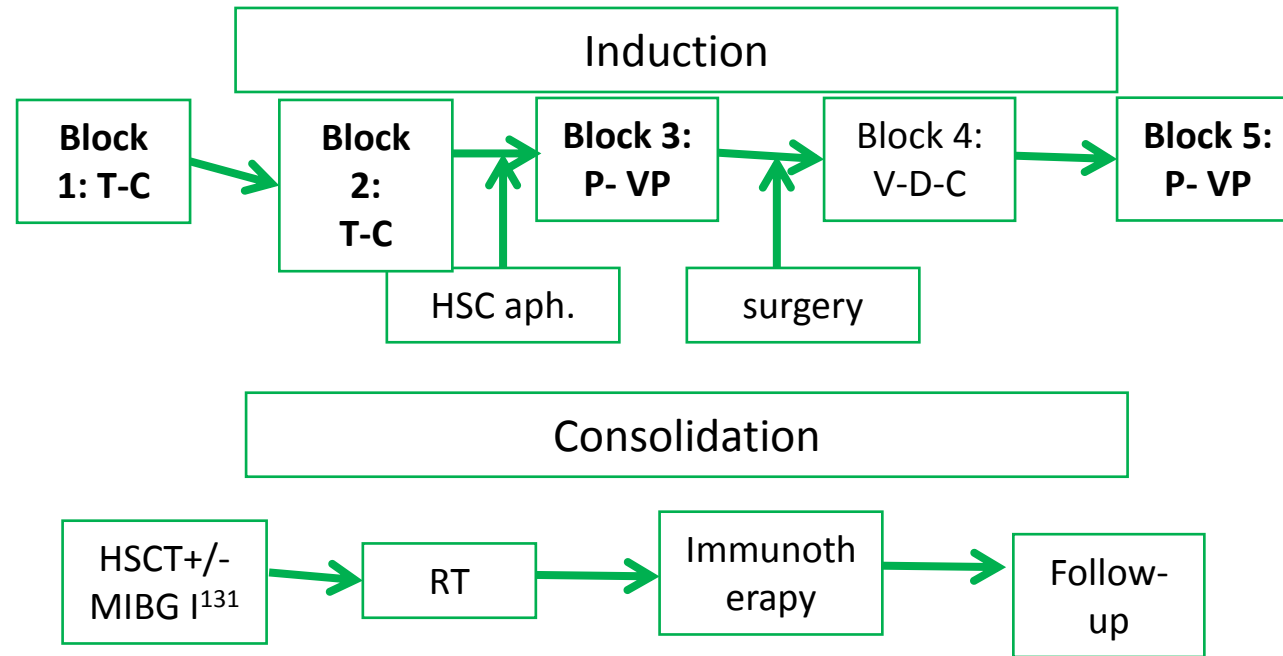 Induction
Block
1: T-C
Block
2:
T-C
Block 3:
P- VP
Block 4:
V-D-C
Block 5:
P- VP
HSC aph.
surgery
Consolidation
HSCT+/-
MIBG I¹³¹
RT
Immunoth
erapy
Follow-
up